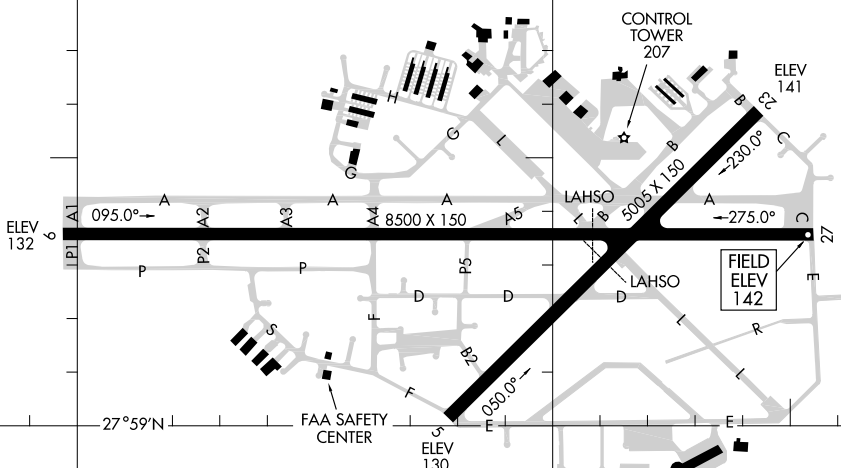 CONTROL
TOWER
207
ELEV
141
B
23
H
C
G
L
B
230.0°
G
5005 X 150
A
A
A
LAHSO
A
A1
095.0°
A2
A3
A4
8500 X 150
A5
L
B
275.0°
C
ELEV
132
9
27
P1
P2
P5
P
P
FIELD
ELEV
142
E
LAHSO
D
D
D
F
L
S
R
B2
L
050.0°
F
27°59'N
FAA SAFETY
CENTER
5
E
E
ELEV
130